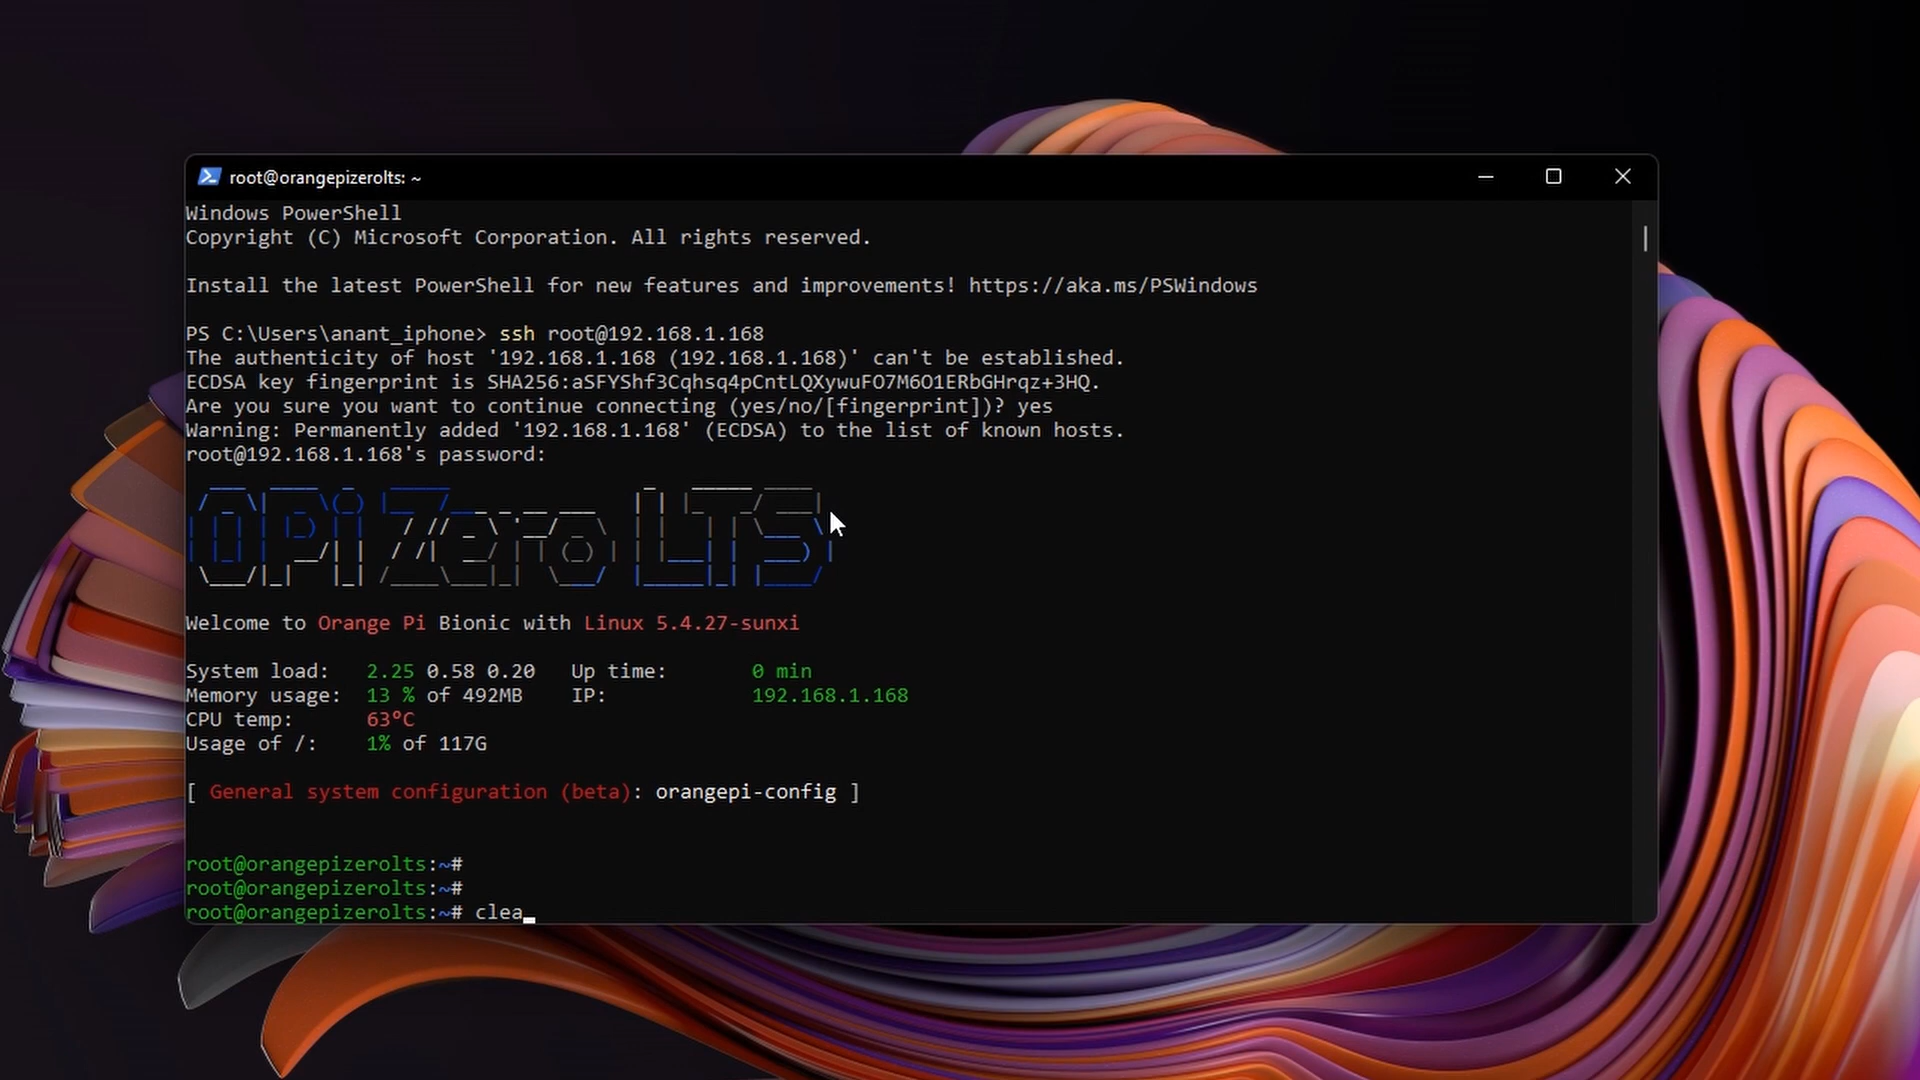 root@orangepizerolts: ~
Windows PowerShell
Copyright (C) Microsoft Corporation. All rights reserved.
Install the latest PowerShell for new features and improvements! https://aka.ms/PSWindows
PS C:\Users\anant_iphone> ssh root@192.168.1.168
The authenticity of host '192.168.1.168 (192.168.1.168)' can't be established.
ECDSA key fingerprint is SHA256:aSFYShf3Cqhsq4pCntLQXywuFO7M6O1ERbGHrqz+3HQ.
Are you sure you want to continue connecting (yes/no/[fingerprint])? yes
Warning: Permanently added '192.168.1.168' (ECDSA) to the list of known hosts.
root@192.168.1.168's password:
OPi Zero LTS
Welcome to Orange Pi Bionic with Linux 5.4.27-sunxi
System load: 2.25 0.58 0.20 Up time: 0 min
Memory usage: 13 % of 492MB IP: 192.168.1.168
CPU temp: 63°C
Usage of /: 1% of 117G
[ General system configuration (beta): orangepi-config ]
root@orangepizerolts:~#
root@orangepizerolts:~#
root@orangepizerolts:~# clea